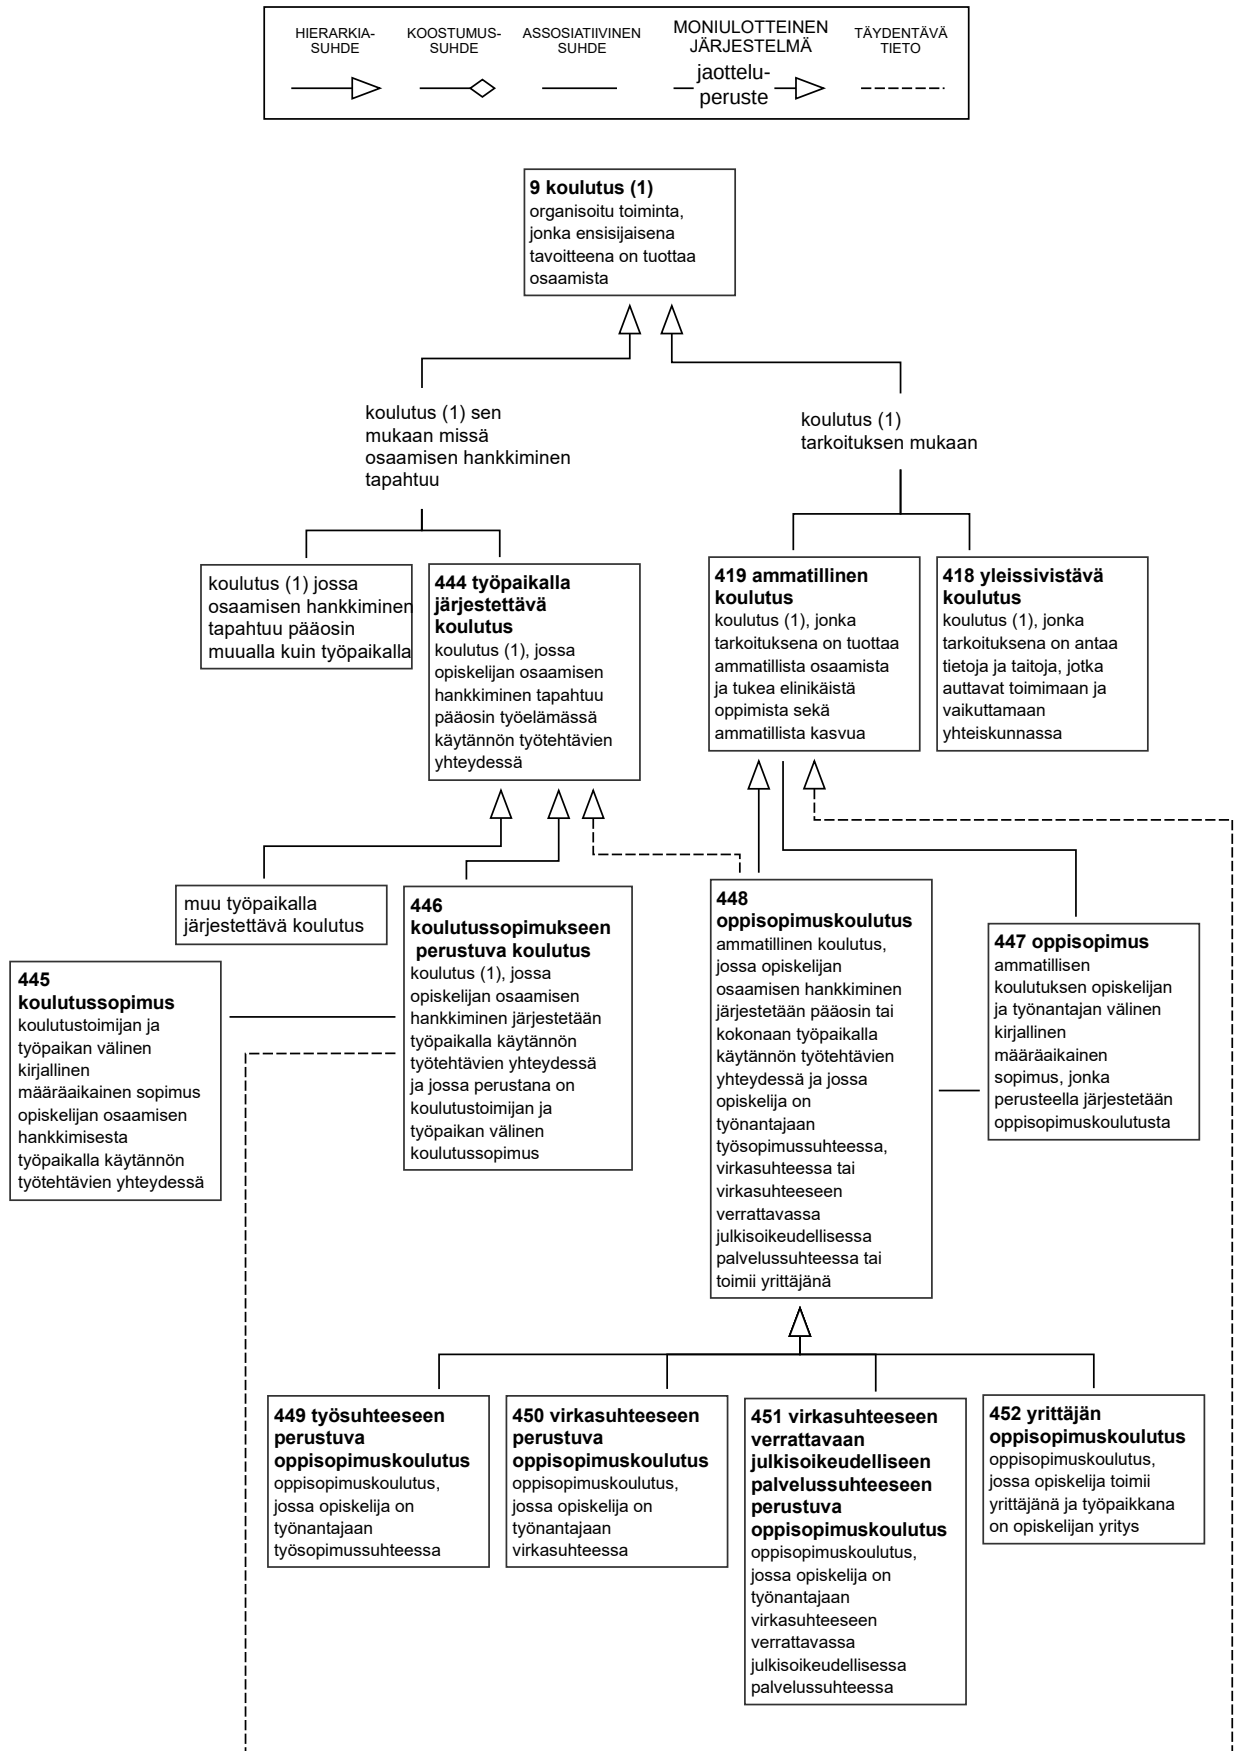 HIERARKIA-
SUHDE
KOOSTUMUS-
SUHDE
ASSOSIATIIVINEN
SUHDE
MONIULOTTEINEN
JÄRJESTELMÄ
jaottelu-
peruste
TÄYDENTÄVÄ
TIETO
9 koulutus (1)
organisoitu toiminta,
jonka ensisijaisena
tavoitteena on tuottaa
osaamista
koulutus (1) sen
mukaan missä
osaamisen hankkiminen
tapahtuu
koulutus (1)
tarkoituksen mukaan
koulutus (1) jossa
osaamisen hankkiminen
tapahtuu pääosin
muualla kuin työpaikalla
444 työpaikalla
järjestettävä
koulutus
koulutus (1), jossa
opiskelijan osaamisen
hankkiminen tapahtuu
pääosin työelämässä
käytännön työtehtävien
yhteydessä
419 ammatillinen
koulutus
koulutus (1), jonka
tarkoituksena on tuottaa
ammatillista osaamista
ja tukea elinikäistä
oppimista sekä
ammatillista kasvua
418 yleissivistävä
koulutus
koulutus (1), jonka
tarkoituksena on antaa
tietoja ja taitoja, jotka
auttavat toimimaan ja
vaikuttamaan
yhteiskunnassa
muu työpaikalla
järjestettävä koulutus
446
koulutussopimukseen
perustuva koulutus
koulutus (1), jossa
opiskelijan osaamisen
hankkiminen järjestetään
työpaikalla käytännön
työtehtävien yhteydessä
ja jossa perustana on
koulutustoimijan ja
työpaikan välinen
koulutussopimus
448
oppisopimuskoulutus
ammatillinen koulutus,
jossa opiskelijan
osaamisen hankkiminen
järjestetään pääosin tai
kokonaan työpaikalla
käytännön työtehtävien
yhteydessä ja jossa
opiskelija on
työnantajaan
työsopimussuhteessa,
virkasuhteessa tai
virkasuhteeseen
verrattavassa
julkisoikeudellisessa
palvelussuhteessa tai
toimii yrittäjänä
447 oppisopimus
ammatillisen
koulutuksen opiskelijan
ja työnantajan välinen
kirjallinen
määräaikainen
sopimus, jonka
perusteella järjestetään
oppisopimuskoulutusta
445
koulutussopimus
koulutustoimijan ja
työpaikan välinen
kirjallinen
määräaikainen sopimus
opiskelijan osaamisen
hankkimisesta
työpaikalla käytännön
työtehtävien yhteydessä
449 työsuhteeseen
perustuva
oppisopimuskoulutus
oppisopimuskoulutus,
jossa opiskelija on
työnantajaan
työsopimussuhteessa
450 virkasuhteeseen
perustuva
oppisopimuskoulutus
oppisopimuskoulutus,
jossa opiskelija on
työnantajaan
virkasuhteessa
451 virkasuhteeseen
verrattavaan
julkisoikeudelliseen
palvelussuhteeseen
perustuva
oppisopimuskoulutus
oppisopimuskoulutus,
jossa opiskelija on
työnantajaan
virkasuhteeseen
verrattavassa
julkisoikeudellisessa
palvelussuhteessa
452 yrittäjän
oppisopimuskoulutus
oppisopimuskoulutus,
jossa opiskelija toimii
yrittäjänä ja työpaikkana
on opiskelijan yritys